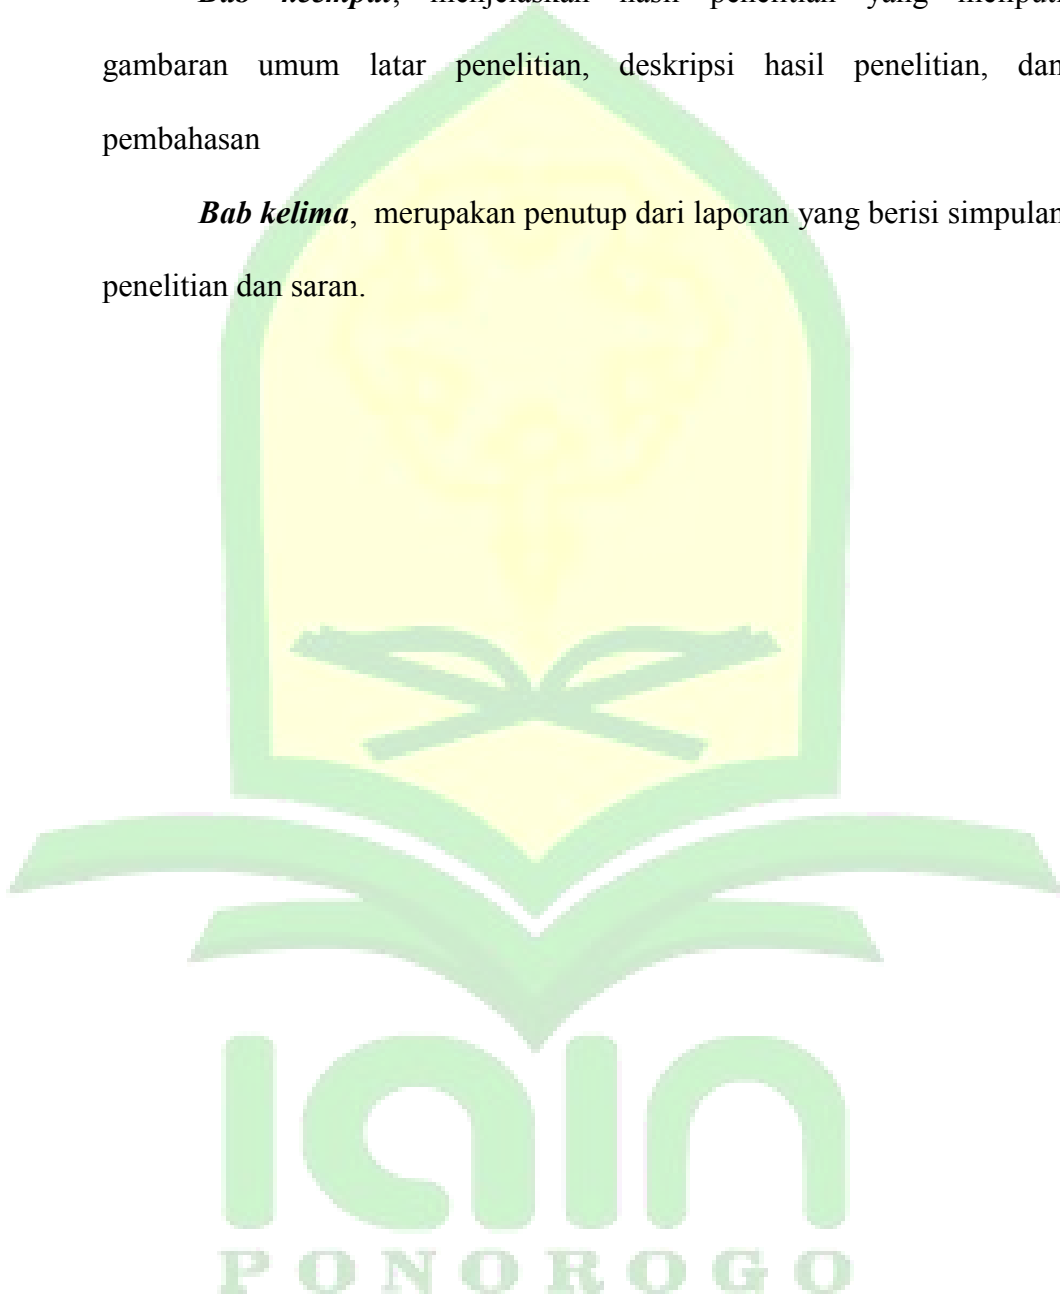 Bab keempat, menjelaskan hasil penelitian yang meliputi
gambaran umum latar penelitian, deskripsi hasil penelitian, dan
pembahasan
Bab kelima, merupakan penutup dari laporan yang berisi simpulan
penelitian dan saran.
iain
PONOROGO